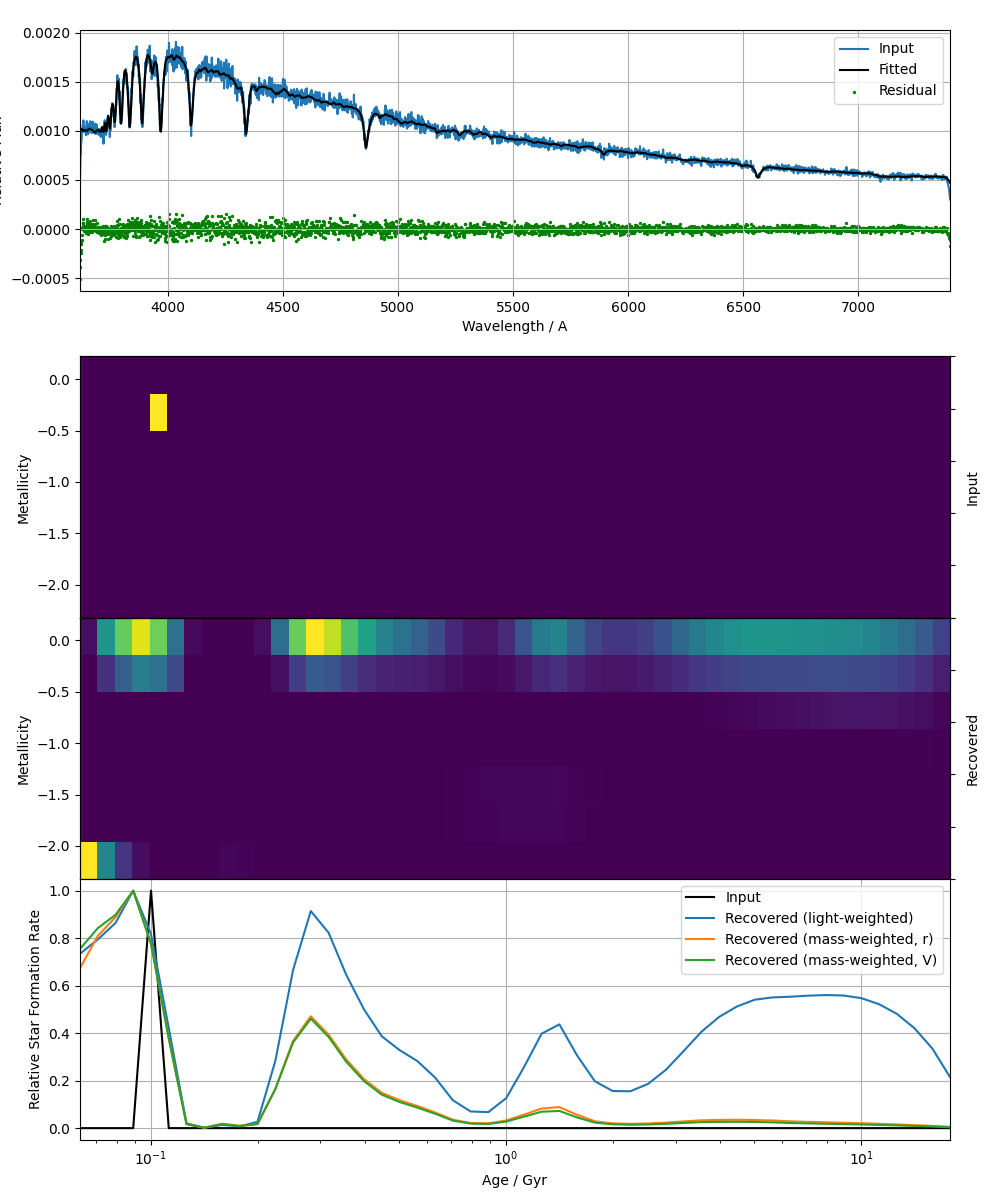 0.0020
0.0015
0.0010
0.0005
0.0000
−0.0005
Input
Fitted
Residual
4000 4500 5000 5500 6000 6500 7000
Wavelength / A
0.0
−0.5
−1.0
−1.5
−2.0
Metallicity
Input
0.0
−0.5
−1.0
−1.5
−2.0
Metallicity
Recovered
1.0
0.8
0.6
0.4
0.2
0.0
Relative Star Formation Rate
Input
Recovered (light-weighted)
Recovered (mass-weighted, r)
Recovered (mass-weighted, V)
10⁻¹ 10⁰ 10¹
Age / Gyr